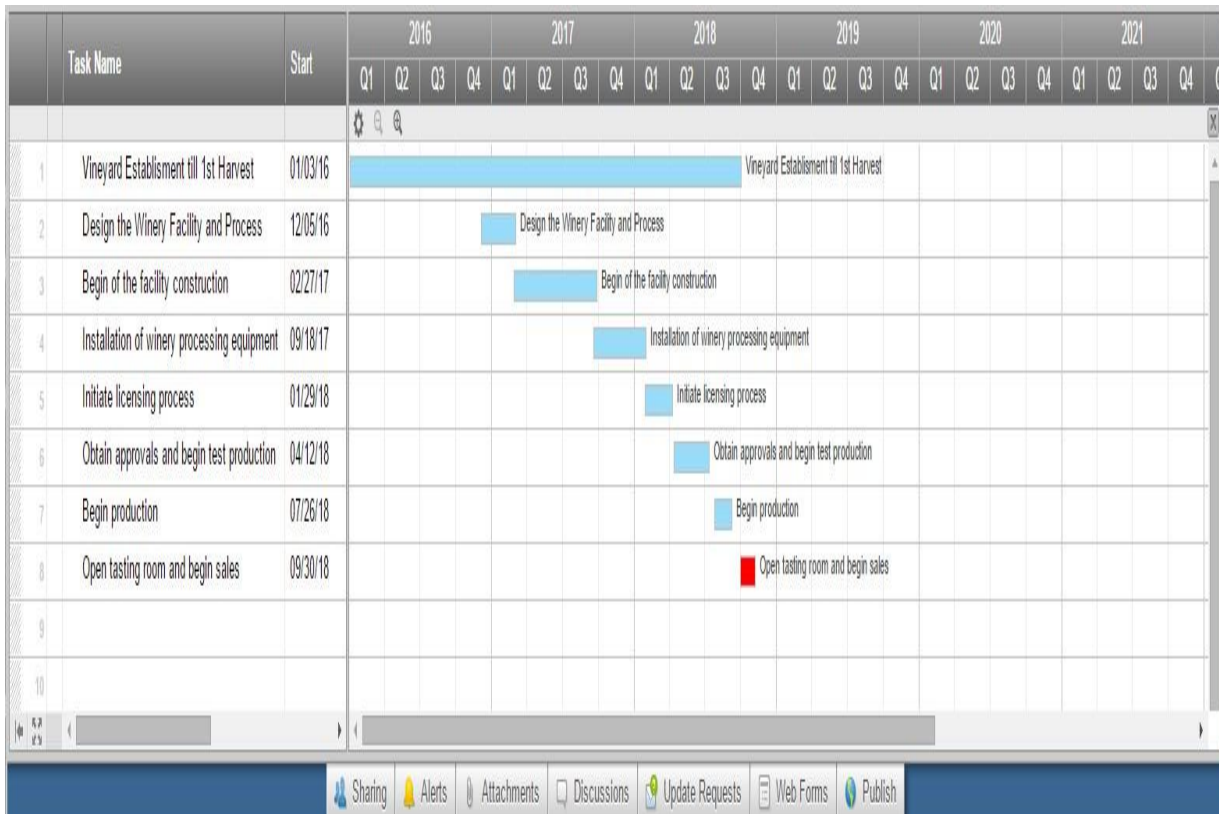 2016 2017 2018 2019 2020 2021
Task Name Start
Q1 Q2 Q3 Q4 Q1 Q2 Q3 Q4 Q1 Q2 Q3 Q4 Q1 Q2 Q3 Q4 Q1 Q2 Q3 Q4 Q1 Q2 Q3 Q4
1 Vineyard Establisment till 1st Harvest 01/03/16 Vineyard Establisment till 1st Harvest
2 Design the Winery Facility and Process 12/05/16 Design the Winery Facility and Process
3 Begin of the facility construction 02/27/17 Begin of the facility construction
4 Installation of winery processing equipment 09/18/17 Installation of winery processing equipment
5 Initiate licensing process 01/29/18 Initiate licensing process
6 Obtain approvals and begin test production 04/12/18 Obtain approvals and begin test production
7 Begin production 07/26/18 Begin production
8 Open tasting room and begin sales 09/30/18 Open tasting room and begin sales
9
10
Sharing Alerts Attachments Discussions Update Requests Web Forms Publish